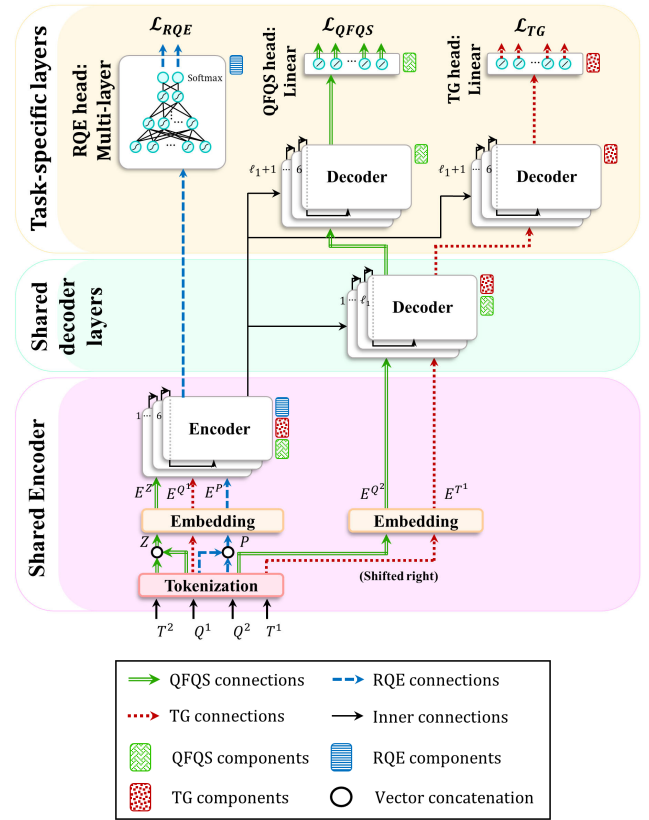 ℒ_RQE
ℒ_QFQS
ℒ_TG
Task-specific layers
RQE head:
Multi-layer
Softmax
QFQS head:
Linear
...
TG head:
Linear
...
ℓ₁+1 ... 6
Decoder
ℓ₁+1 ... 6
Decoder
Shared
decoder
layers
1 ... ℓ₁
Decoder
Shared Encoder
1 ... 6
Encoder
E^Z
E^{Q^1}
E^P
E^{Q^2}
E^{T^1}
Embedding
Embedding
Z
P
Tokenization
(Shifted right)
T²
Q¹
Q²
T¹
QFQS connections
RQE connections
TG connections
Inner connections
QFQS components
RQE components
TG components
Vector concatenation